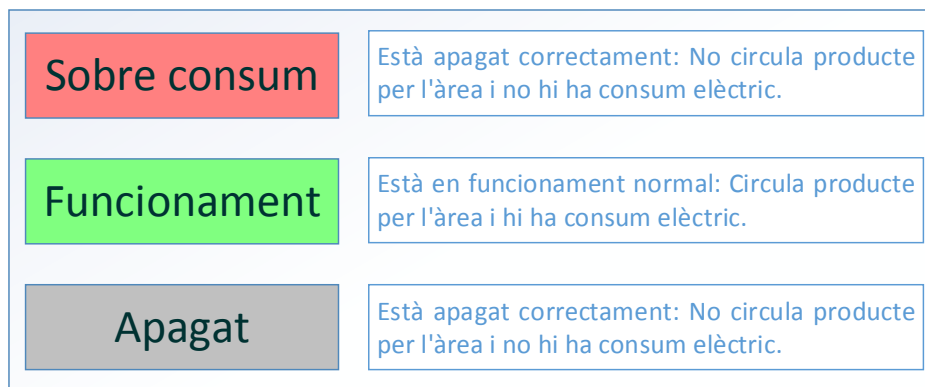 Sobre consum
Està apagat correctament: No circula producte
per l'àrea i no hi ha consum elèctric.
Funcionament
Està en funcionament normal: Circula producte
per l'àrea i hi ha consum elèctric.
Apagat
Està apagat correctament: No circula producte
per l'àrea i no hi ha consum elèctric.